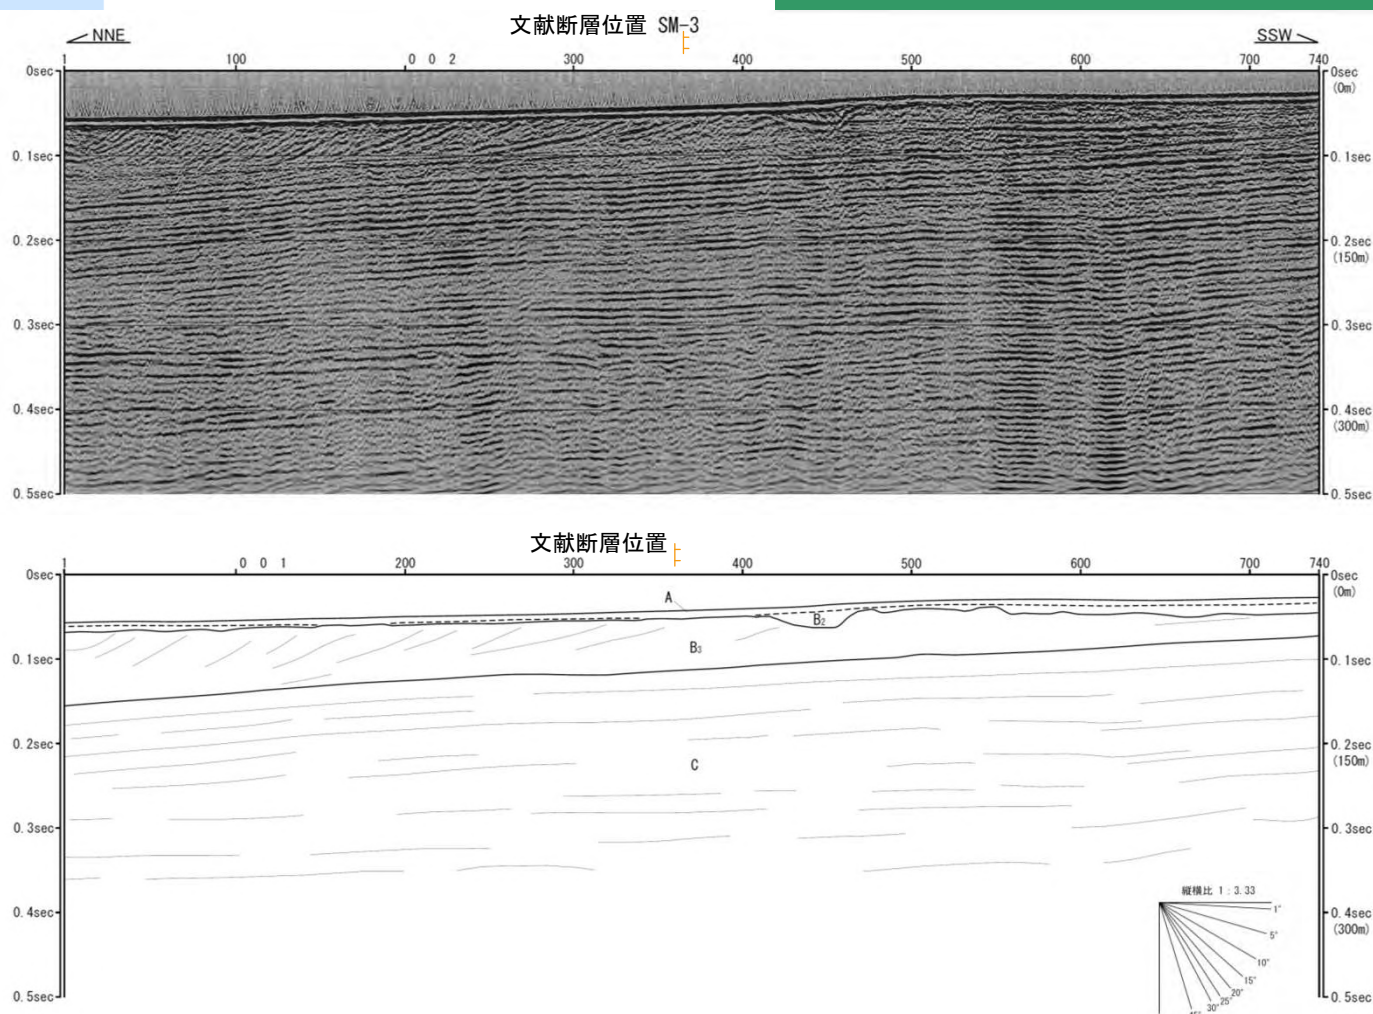 文献断層位置 SM-3
NNE
SSW
1 100 0 0 2 300 400 500 600 700 740
0sec 0sec
(0m)
0.1sec 0.1sec
0.2sec 0.2sec
(150m)
0.3sec 0.3sec
0.4sec 0.4sec
(300m)
0.5sec 0.5sec
文献断層位置
1 0 0 1 200 300 400 500 600 700 740
0sec 0sec
(0m)
A
B2
B3
0.1sec 0.1sec
0.2sec 0.2sec
(150m)
C
0.3sec 0.3sec
縦横比 1 : 3.33
1°
0.4sec 0.4sec
(300m)
5°
10°
15°
20°
25°
30°
45°
0.5sec 0.5sec